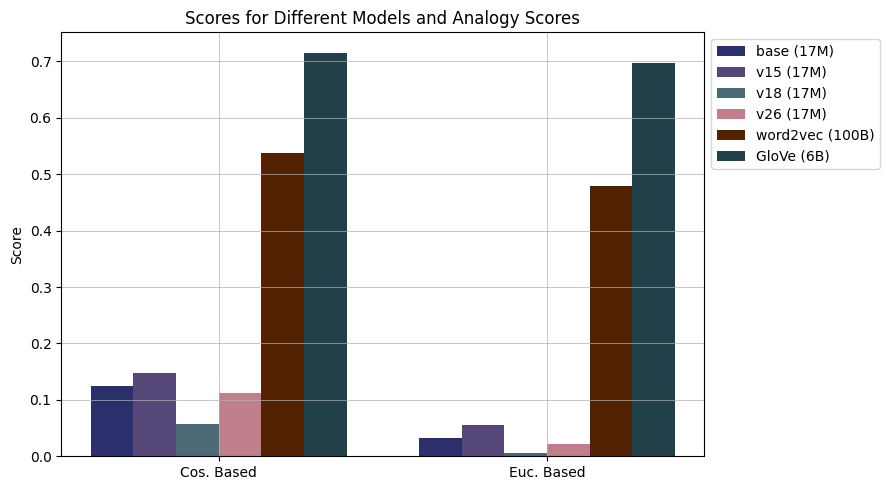 Scores for Different Models and Analogy Scores
Score
0.7
0.6
0.5
0.4
0.3
0.2
0.1
0.0
Cos. Based
Euc. Based
base (17M)
v15 (17M)
v18 (17M)
v26 (17M)
word2vec (100B)
GloVe (6B)